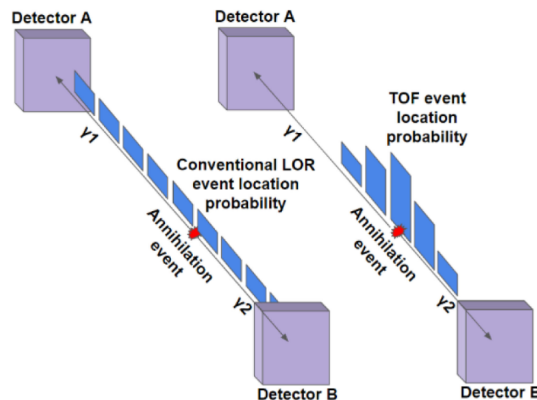 Detector A
γ1
Conventional LOR
event location
probability
Annihilation
event
γ2
Detector B
Detector A
γ1
TOF event
location
probability
Annihilation
event
γ2
Detector B